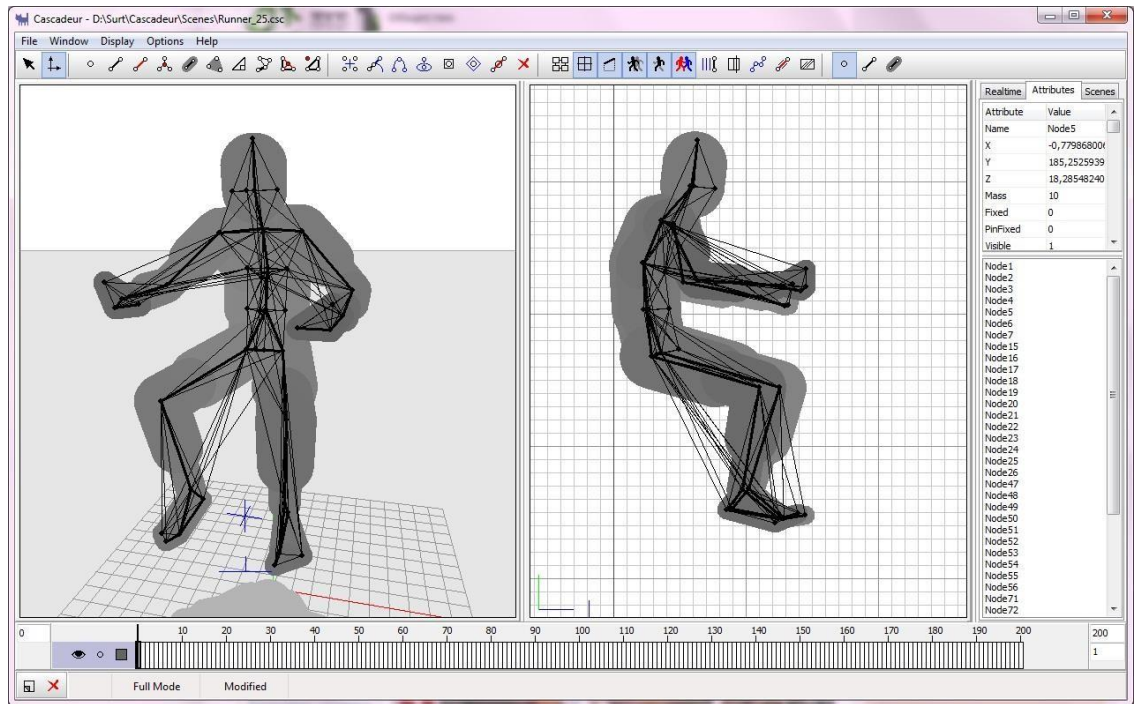 Cascadeur - D:\Surt\Cascadeur\Scenes\Runner_25.csc
File Window Display Options Help
Realtime Attributes Scenes
Attribute Value
Name Node5
X -0,779868006
Y 185,2525939
Z 18,28548240
Mass 10
Fixed 0
PinFixed 0
Visible 1
Node1
Node2
Node3
Node4
Node5
Node6
Node7
Node15
Node16
Node17
Node18
Node19
Node20
Node21
Node22
Node23
Node24
Node25
Node26
Node47
Node48
Node49
Node50
Node51
Node52
Node53
Node54
Node55
Node56
Node71
Node72
0 10 20 30 40 50 60 70 80 90 100 110 120 130 140 150 160 170 180 190 200 200
1
Full Mode Modified